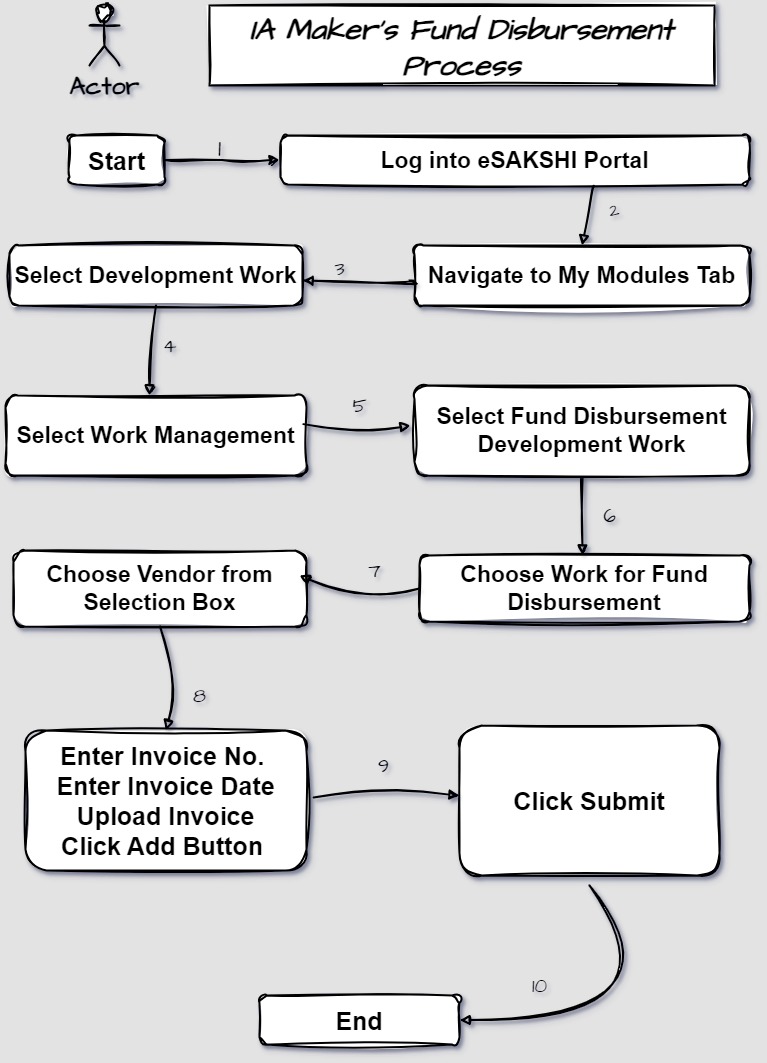 IA Maker's Fund Disbursement
Process
Actor
Start
1
Log into eSAKSHI Portal
2
Navigate to My Modules Tab
3
Select Development Work
4
Select Work Management
5
Select Fund Disbursement
Development Work
6
Choose Work for Fund
Disbursement
7
Choose Vendor from
Selection Box
8
Enter Invoice No.
Enter Invoice Date
Upload Invoice
Click Add Button
9
Click Submit
10
End